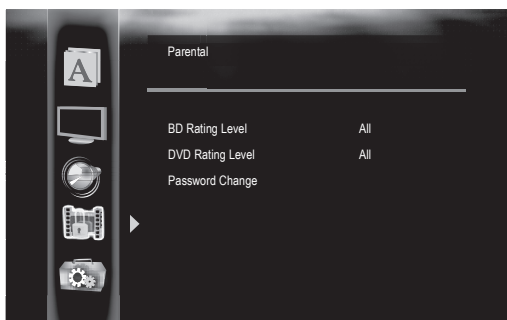 A
Parental
BD Rating Level All
DVD Rating Level All
Password Change